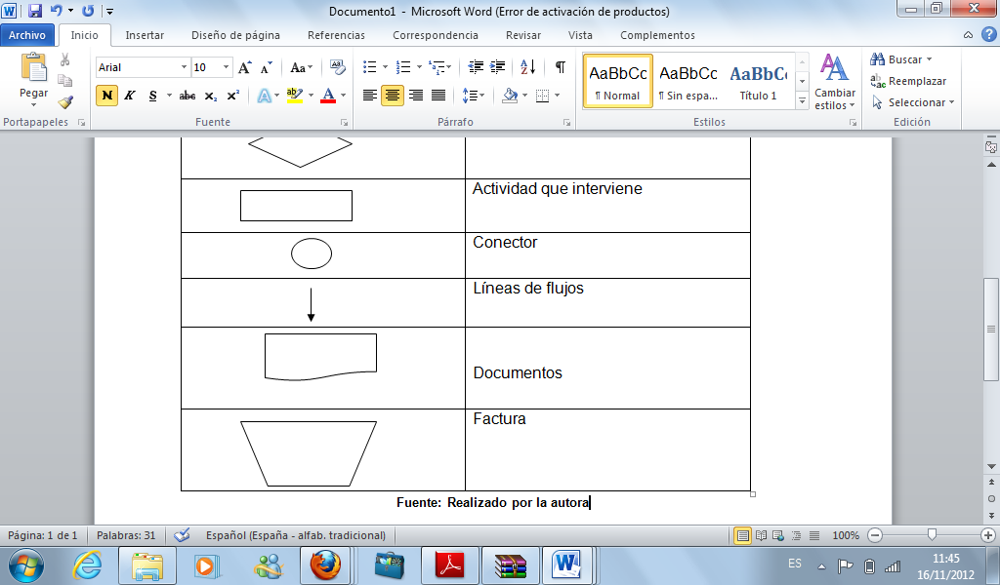 Documento1 - Microsoft Word (Error de activación de productos)
Archivo Inicio Insertar Diseño de página Referencias Correspondencia Revisar Vista Complementos
Pegar
Portapapeles
Arial 10
Aa
N K S abc x₂ x² A ab A
Fuente
Párrafo
AaBbCc AaBbCc AaBbC
¶ Normal ¶ Sin espa... Título 1
Cambiar estilos
Estilos
Buscar
Reemplazar
Seleccionar
Edición
Actividad que interviene
Conector
Líneas de flujos
Documentos
Factura
Fuente: Realizado por la autora
Página: 1 de 1 Palabras: 31 Español (España - alfab. tradicional) 100%
ES
11:45
16/11/2012